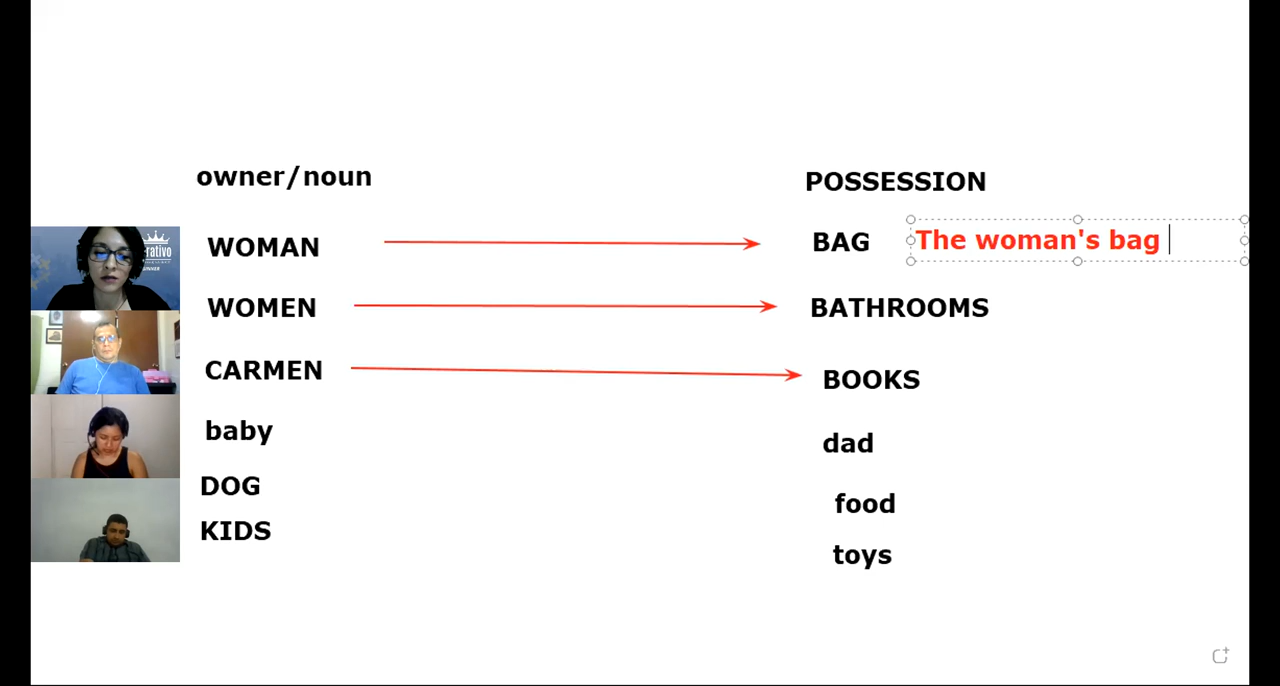 owner/noun
POSSESSION
WOMAN
BAG
The woman's bag
WOMEN
BATHROOMS
CARMEN
BOOKS
baby
dad
DOG
food
KIDS
toys